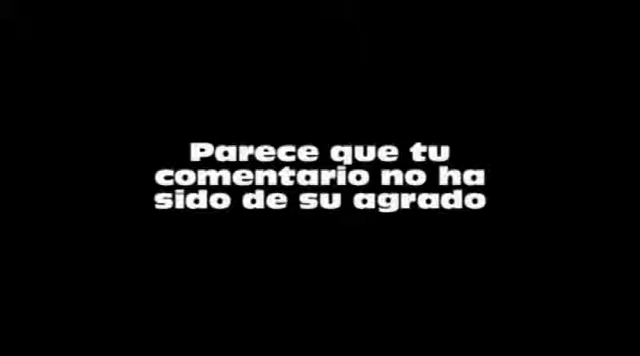 Parece que tu
comentario no ha
sido de su agrado